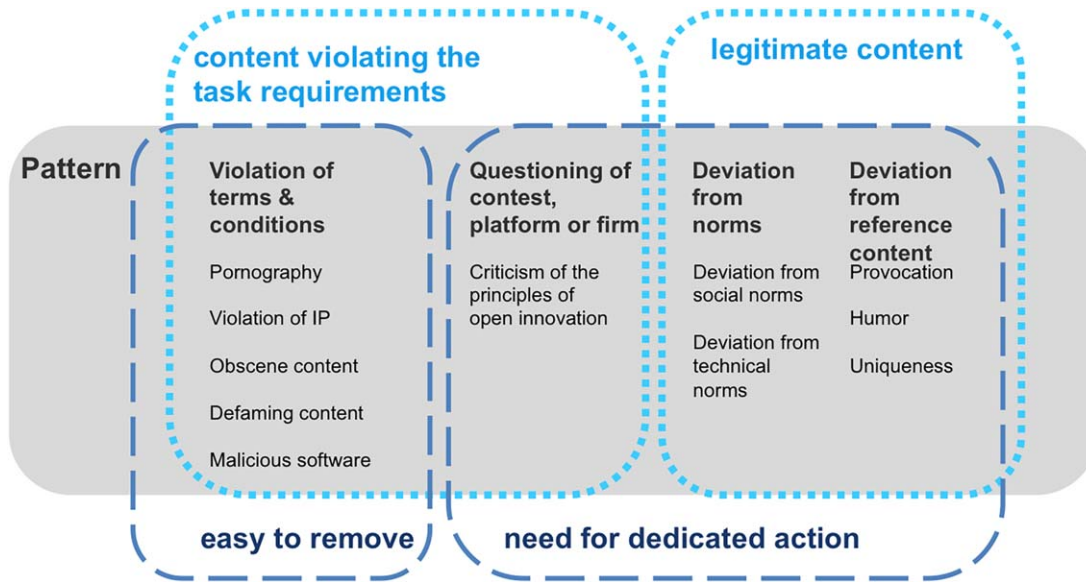 content violating the
task requirements
legitimate content
Pattern
Violation of
terms &
conditions
Pornography
Violation of IP
Obscene content
Defaming content
Malicious software
Questioning of
contest,
platform or firm
Criticism of the
principles of
open innovation
Deviation
from
norms
Deviation from
social norms
Deviation from
technical
norms
Deviation
from
reference
content
Provocation
Humor
Uniqueness
easy to remove
need for dedicated action